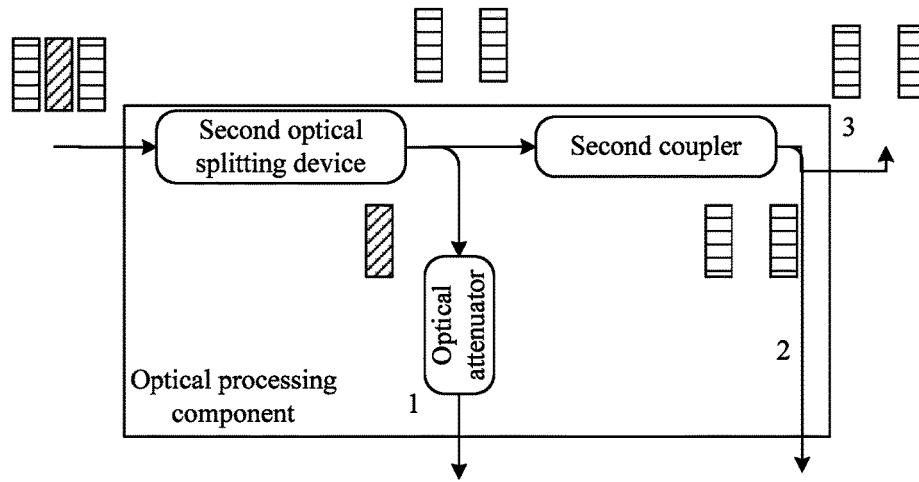 3
Second optical
splitting device
Second coupler
Optical
attenuator
2
Optical processing
component
1